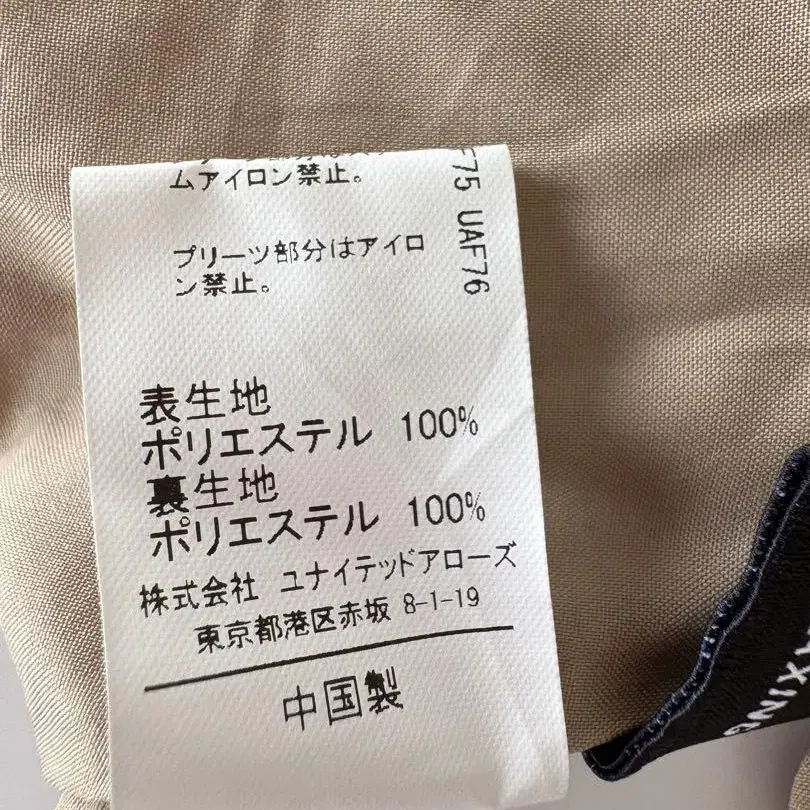 ムアイロン禁止。
プリーツ部分はアイロ
ン禁止。
F75 UAF76
表生地
ポリエステル 100%
裏生地
ポリエステル 100%
株式会社 ユナイテッドアローズ
東京都港区赤坂 8-1-19
中国製
XING